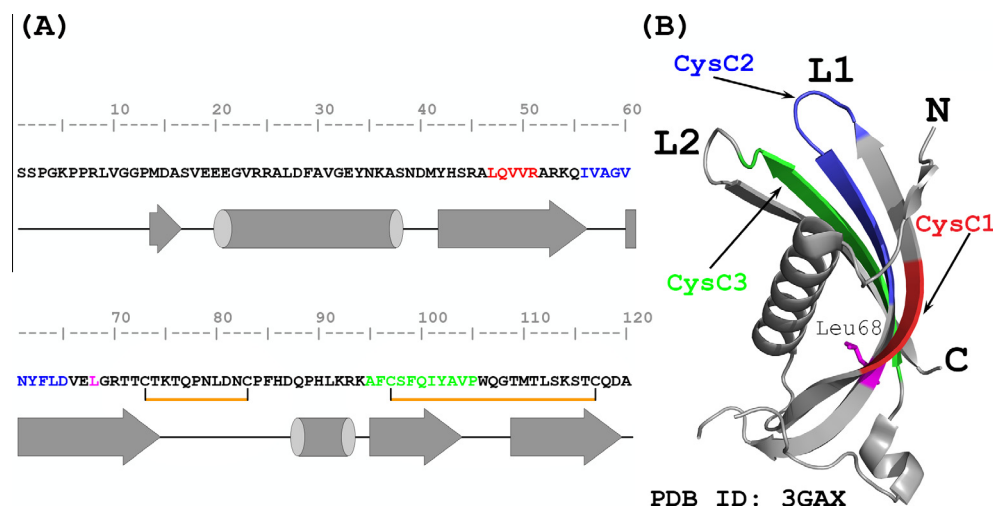 (A)
10 20 30 40 50 60
SSPGKPPRLVGGPMDASVEEEGVRRALDFAVGEYNKASNDMYHSRALQVVRARKQIVAGV
70 80 90 100 110 120
NYFLDVELGRTTCTKTQPNLDNCPFHDQPHLKRKAFCSFQIYAVPWQGTMTLSKSTCQDA
(B)
CysC2
L1
N
L2
CysC1
CysC3
Leu68
C
PDB ID: 3GAX